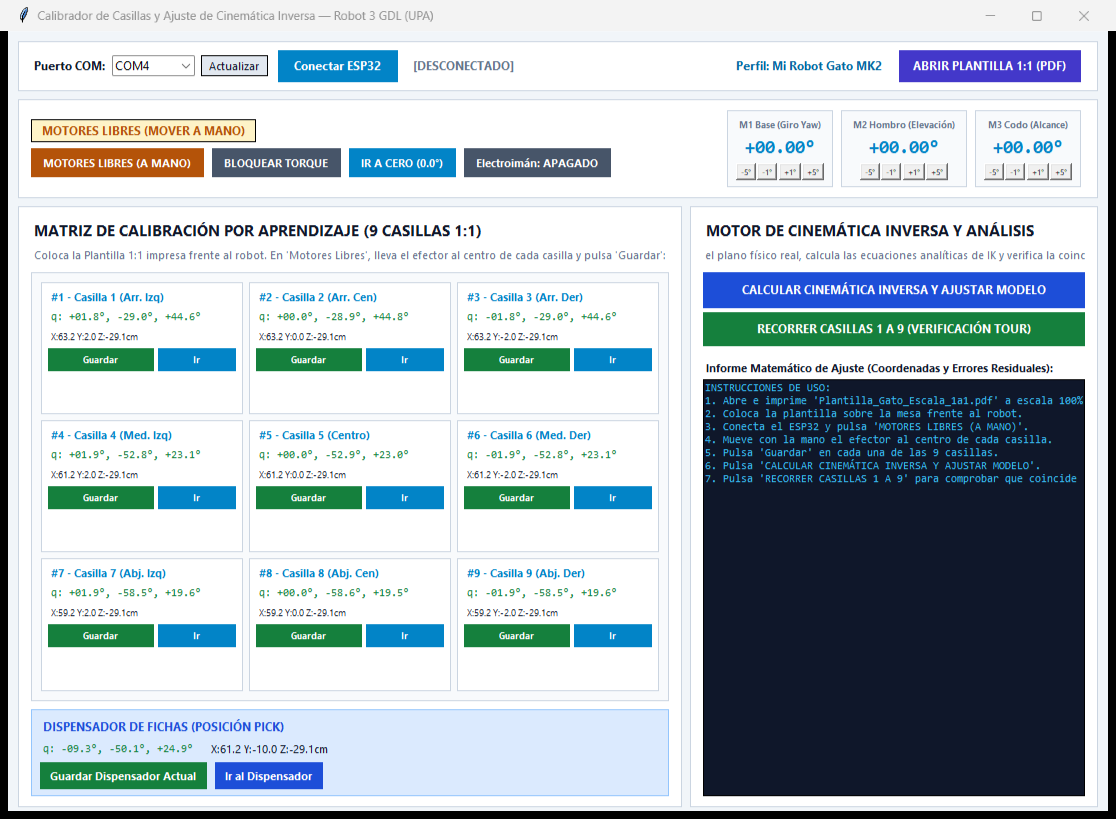 Calibrador de Casillas y Ajuste de Cinemática Inversa — Robot 3 GDL (UPA)
Puerto COM: COM4 Actualizar Conectar ESP32 [DESCONECTADO] Perfil: Mi Robot Gato MK2 ABRIR PLANTILLA 1:1 (PDF)
MOTORES LIBRES (MOVER A MANO)
MOTORES LIBRES (A MANO) BLOQUEAR TORQUE IR A CERO (0.0°) Electroimán: APAGADO
M1 Base (Giro Yaw) M2 Hombro (Elevación) M3 Codo (Alcance)
+00.00° +00.00° +00.00°
-5° -1° +1° +5° -5° -1° +1° +5° -5° -1° +1° +5°
MATRIZ DE CALIBRACIÓN POR APRENDIZAJE (9 CASILLAS 1:1)
Coloca la Plantilla 1:1 impresa frente al robot. En 'Motores Libres', lleva el efector al centro de cada casilla y pulsa 'Guardar':
#1 - Casilla 1 (Arr. Izq) #2 - Casilla 2 (Arr. Cen) #3 - Casilla 3 (Arr. Der)
q: +01.8°, -29.0°, +44.6° q: +00.0°, -28.9°, +44.8° q: -01.8°, -29.0°, +44.6°
X:63.2 Y:2.0 Z:-29.1cm X:63.2 Y:0.0 Z:-29.1cm X:63.2 Y:-2.0 Z:-29.1cm
Guardar Ir Guardar Ir Guardar Ir
#4 - Casilla 4 (Med. Izq) #5 - Casilla 5 (Centro) #6 - Casilla 6 (Med. Der)
q: +01.9°, -52.8°, +23.1° q: +00.0°, -52.9°, +23.0° q: -01.9°, -52.8°, +23.1°
X:61.2 Y:2.0 Z:-29.1cm X:61.2 Y:0.0 Z:-29.1cm X:61.2 Y:-2.0 Z:-29.1cm
Guardar Ir Guardar Ir Guardar Ir
#7 - Casilla 7 (Abj. Izq) #8 - Casilla 8 (Abj. Cen) #9 - Casilla 9 (Abj. Der)
q: +01.9°, -58.5°, +19.6° q: +00.0°, -58.6°, +19.5° q: -01.9°, -58.5°, +19.6°
X:59.2 Y:2.0 Z:-29.1cm X:59.2 Y:0.0 Z:-29.1cm X:59.2 Y:-2.0 Z:-29.1cm
Guardar Ir Guardar Ir Guardar Ir
DISPENSADOR DE FICHAS (POSICIÓN PICK)
q: -09.3°, -50.1°, +24.9° X:61.2 Y:-10.0 Z:-29.1cm
Guardar Dispensador Actual Ir al Dispensador
MOTOR DE CINEMÁTICA INVERSA Y ANÁLISIS
el plano físico real, calcula las ecuaciones analíticas de IK y verifica la coinc
CALCULAR CINEMÁTICA INVERSA Y AJUSTAR MODELO
RECORRER CASILLAS 1 A 9 (VERIFICACIÓN TOUR)
Informe Matemático de Ajuste (Coordenadas y Errores Residuales):
INSTRUCCIONES DE USO:
1. Abre e imprime 'Plantilla_Gato_Escala_1a1.pdf' a escala 100%
2. Coloca la plantilla sobre la mesa frente al robot.
3. Conecta el ESP32 y pulsa 'MOTORES LIBRES (A MANO)'.
4. Mueve con la mano el efector al centro de cada casilla.
5. Pulsa 'Guardar' en cada una de las 9 casillas.
6. Pulsa 'CALCULAR CINEMÁTICA INVERSA Y AJUSTAR MODELO'.
7. Pulsa 'RECORRER CASILLAS 1 A 9' para comprobar que coincide